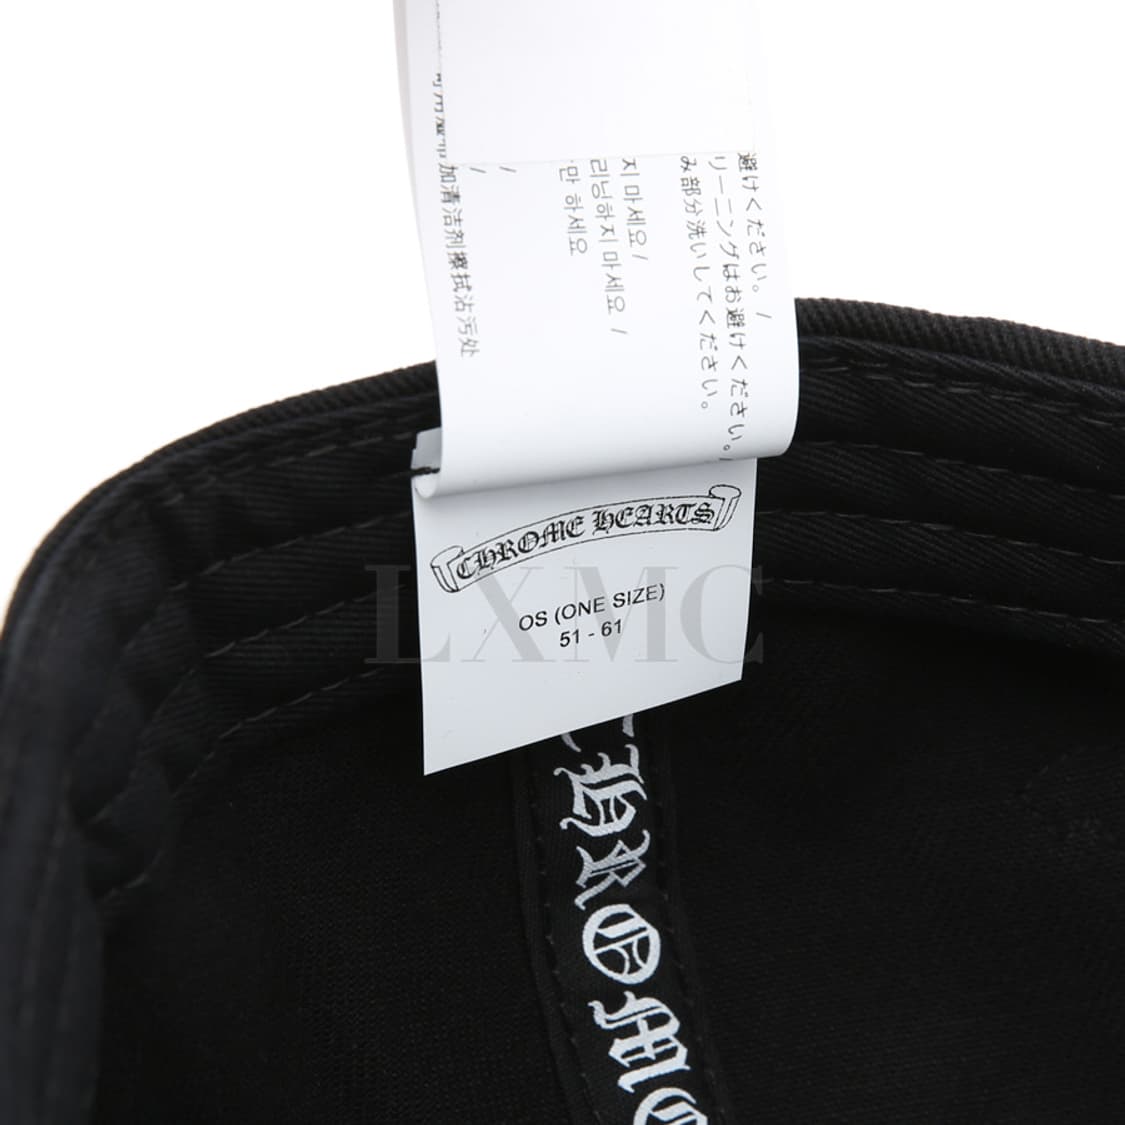 避けください。 /
リーニングはお避けください。/
み部分洗いしてください。
지 마세요 /
리닝하지 마세요 /
만 하세요
/
/
加清洁剂擦拭沾污处
CHROME HEARTS
LXMC
OS (ONE SIZE)
51 - 61
CHROME